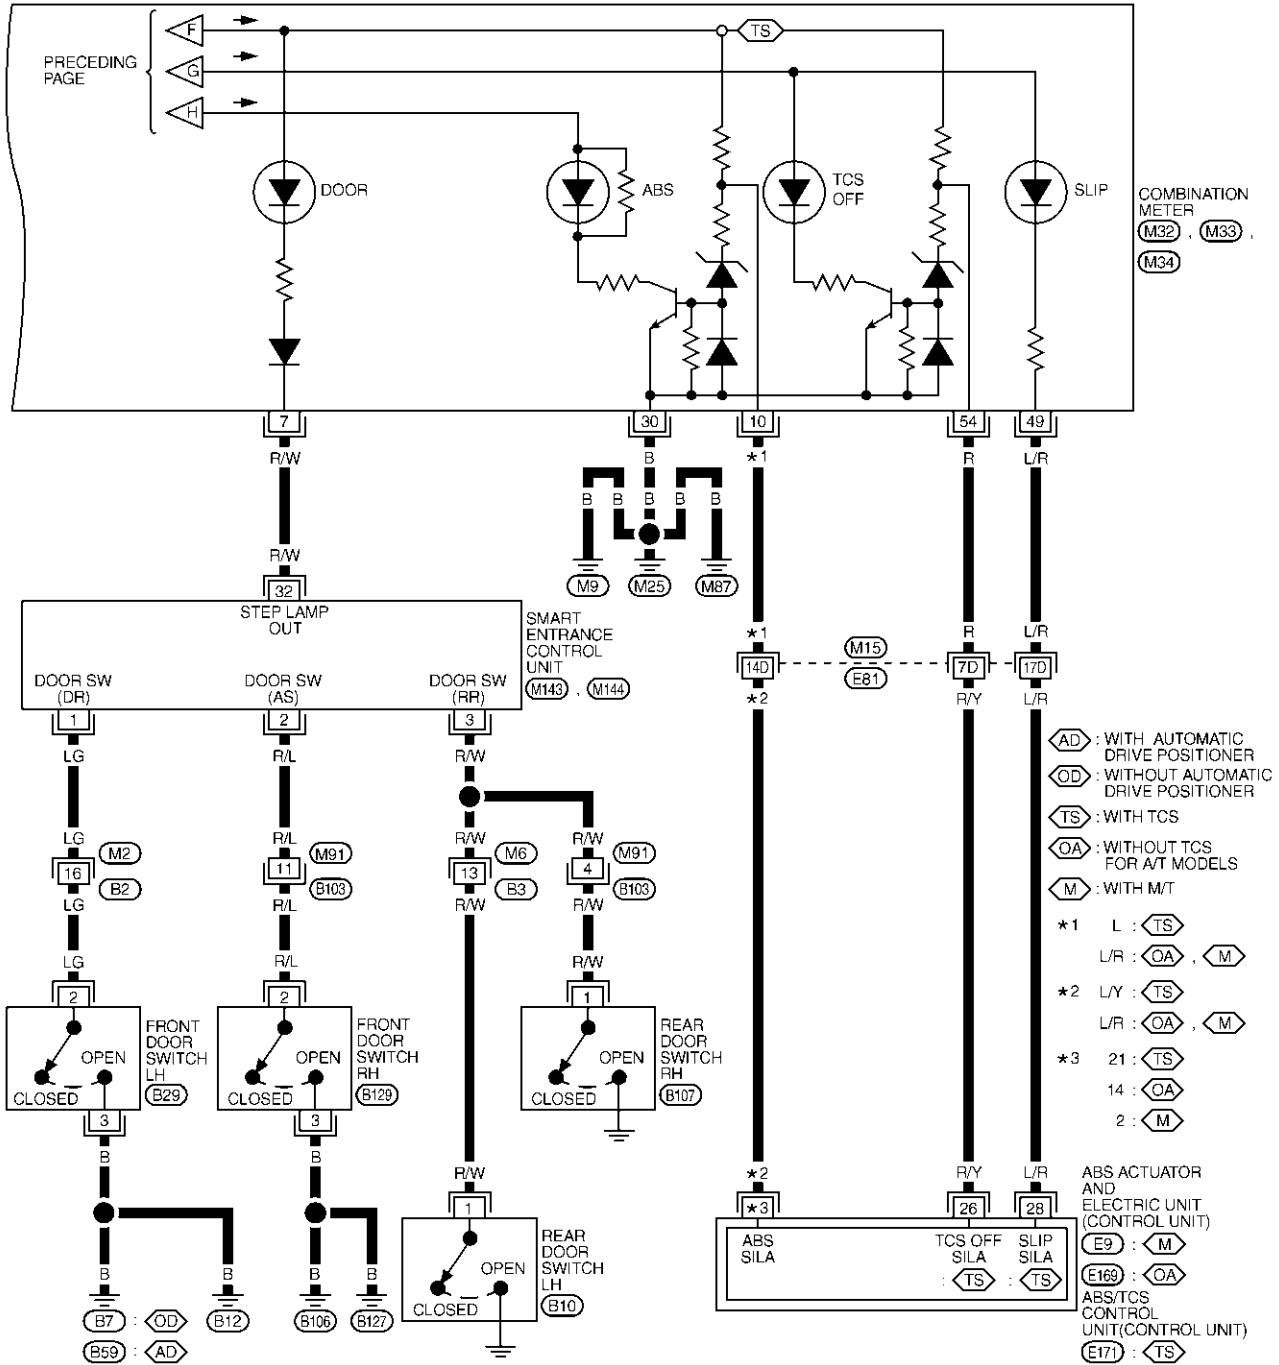 F
TS
PRECEDING
PAGE
G
H
DOOR
ABS
TCS
OFF
SLIP
COMBINATION
METER
M32 , M33 ,
M34
7
30
10
54
49
R/W
B
*1
R
L/R
B B B B
R/W
M9
M25
M87
32
STEP LAMP
OUT
SMART
ENTRANCE
CONTROL
UNIT
M143 , M144
DOOR SW
(DR)
DOOR SW
(AS)
DOOR SW
(RR)
1
2
3
*1
R
L/R
14D
M15
E81
7D
17D
*2
R/Y
L/R
LG
R/L
R/W
AD : WITH AUTOMATIC
DRIVE POSITIONER
OD : WITHOUT AUTOMATIC
DRIVE POSITIONER
TS : WITH TCS
OA : WITHOUT TCS
FOR A/T MODELS
M : WITH M/T
*1 L : TS
L/R : OA , M
*2 L/Y : TS
L/R : OA , M
*3 21 : TS
14 : OA
2 : M
LG
R/L
R/W
R/W
16
M2
B2
11
M91
B103
13
M6
B3
4
M91
B103
LG
R/L
R/W
R/W
LG
R/L
R/W
2
2
1
FRONT
DOOR
SWITCH
LH
B29
OPEN
CLOSED
FRONT
DOOR
SWITCH
RH
B129
OPEN
CLOSED
REAR
DOOR
SWITCH
RH
B107
OPEN
CLOSED
3
3
B
B
R/W
*2
R/Y
L/R
1
*3
26
28
B
B
B
B
B7 : OD
B59 : AD
B12
B106
B127
REAR
DOOR
SWITCH
LH
B10
OPEN
CLOSED
ABS
SILA
TCS OFF
SILA
: TS
SLIP
SILA
: TS
ABS ACTUATOR
AND
ELECTRIC UNIT
(CONTROL UNIT)
E9 : M
E169 : OA
ABS/TCS
CONTROL
UNIT(CONTROL UNIT)
E171 : TS